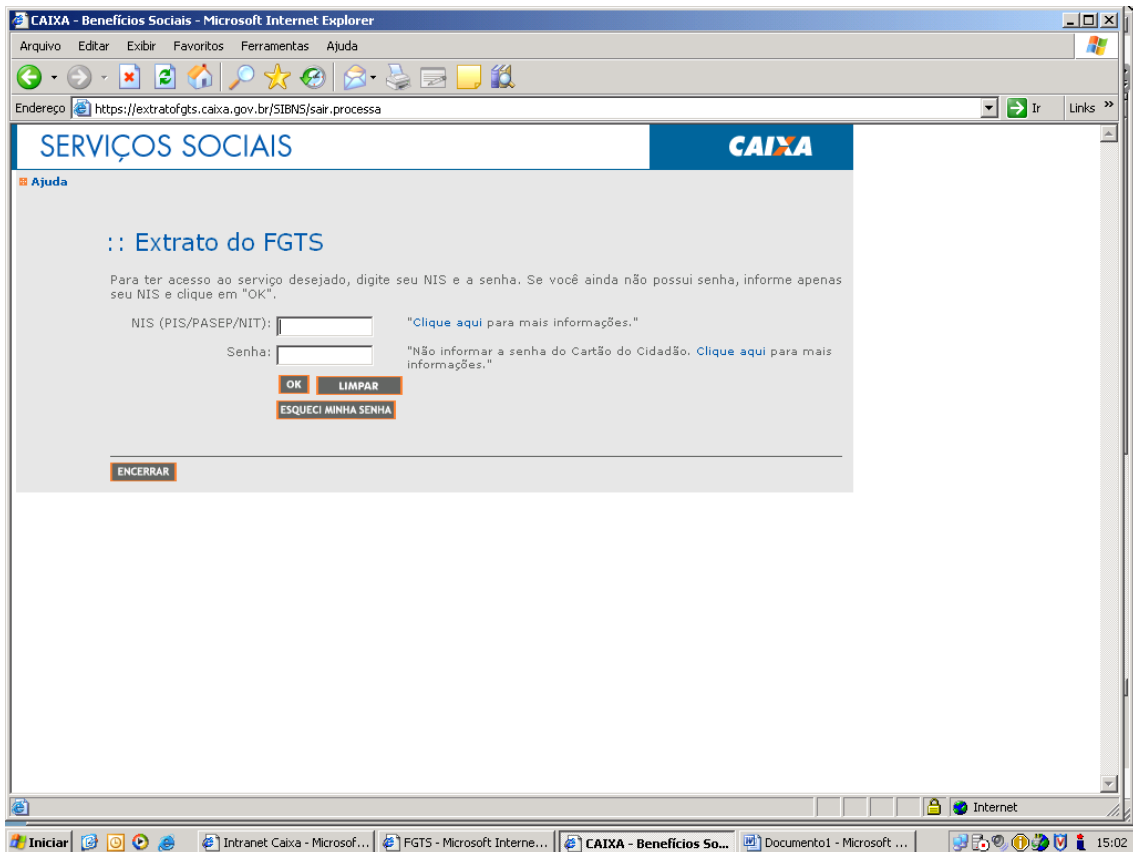 CAIXA - Benefícios Sociais - Microsoft Internet Explorer
Arquivo Editar Exibir Favoritos Ferramentas Ajuda
Endereço https://extratofgts.caixa.gov.br/SIBNS/sair.processa Ir Links »
SERVIÇOS SOCIAIS CAIXA
Ajuda
:: Extrato do FGTS
Para ter acesso ao serviço desejado, digite seu NIS e a senha. Se você ainda não possui senha, informe apenas
seu NIS e clique em "OK".
NIS (PIS/PASEP/NIT): "Clique aqui para mais informações."
Senha: "Não informar a senha do Cartão do Cidadão. Clique aqui para mais
informações."
OK LIMPAR
ESQUECI MINHA SENHA
ENCERRAR
Internet
Iniciar Intranet Caixa - Microsof... FGTS - Microsoft Interne... CAIXA - Benefícios So... Documento1 - Microsoft ... 15:02